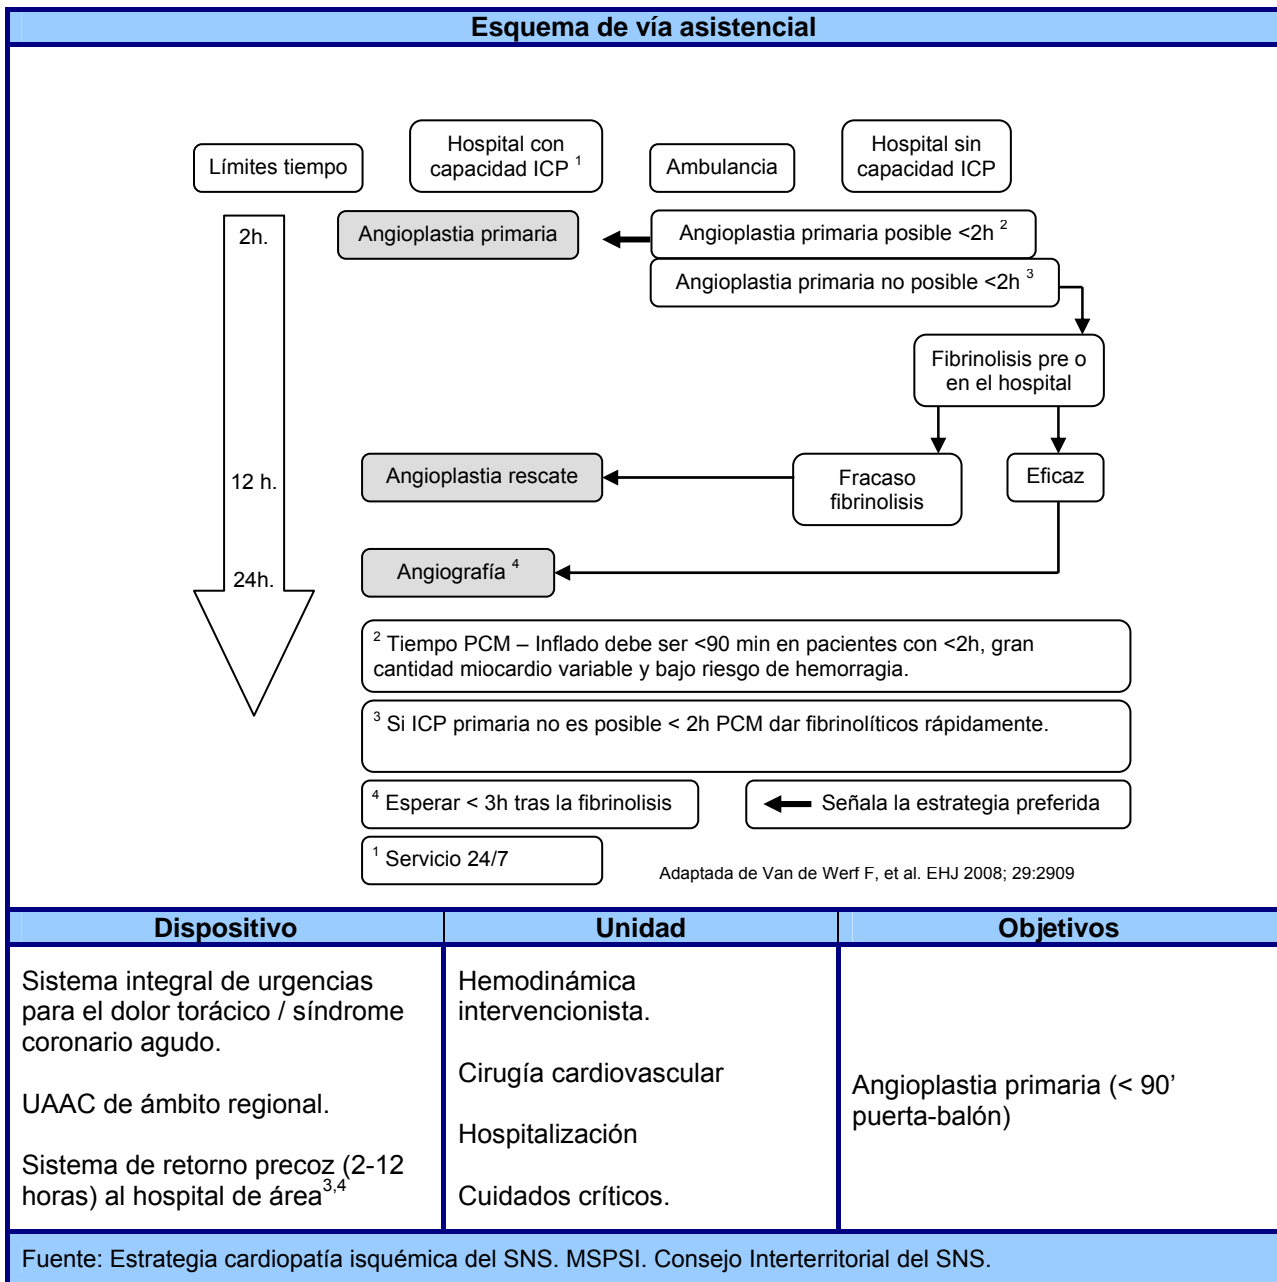 Esquema de vía asistencial
Límites tiempo
Hospital con
capacidad ICP 1
Ambulancia
Hospital sin
capacidad ICP
2h.
Angioplastia primaria
Angioplastia primaria posible <2h 2
Angioplastia primaria no posible <2h 3
Fibrinolisis pre o
en el hospital
12 h.
Angioplastia rescate
Fracaso
fibrinolisis
Eficaz
24h.
Angiografía 4
2 Tiempo PCM – Inflado debe ser <90 min en pacientes con <2h, gran
cantidad miocardio variable y bajo riesgo de hemorragia.
3 Si ICP primaria no es posible < 2h PCM dar fibrinolíticos rápidamente.
4 Esperar < 3h tras la fibrinolisis
Señala la estrategia preferida
1 Servicio 24/7
Adaptada de Van de Werf F, et al. EHJ 2008; 29:2909
Dispositivo
Unidad
Objetivos
Sistema integral de urgencias
para el dolor torácico / síndrome
coronario agudo.
UAAC de ámbito regional.
Sistema de retorno precoz (2-12
horas) al hospital de área3,4
Hemodinámica
intervencionista.
Cirugía cardiovascular
Hospitalización
Cuidados críticos.
Angioplastia primaria (< 90’
puerta-balón)
Fuente: Estrategia cardiopatía isquémica del SNS. MSPSI. Consejo Interterritorial del SNS.